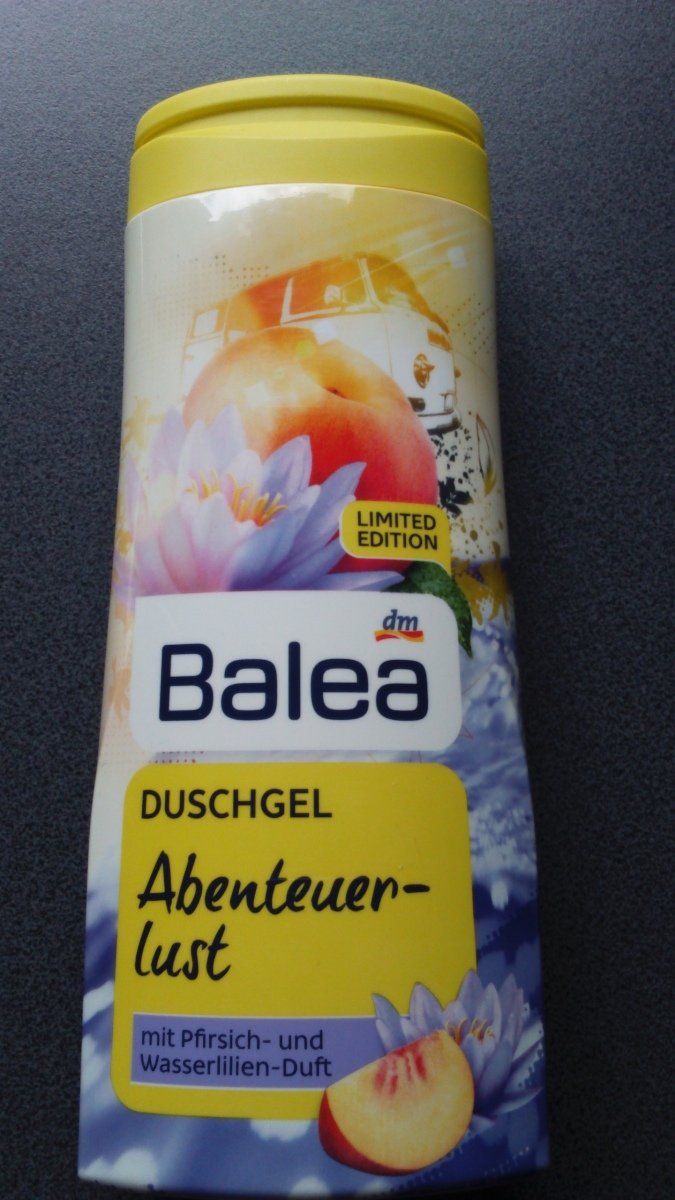 LIMITED
EDITION
dm
Balea
DUSCHGEL
Abenteuer-
lust
mit Pfirsich- und
Wasserlilien-Duft